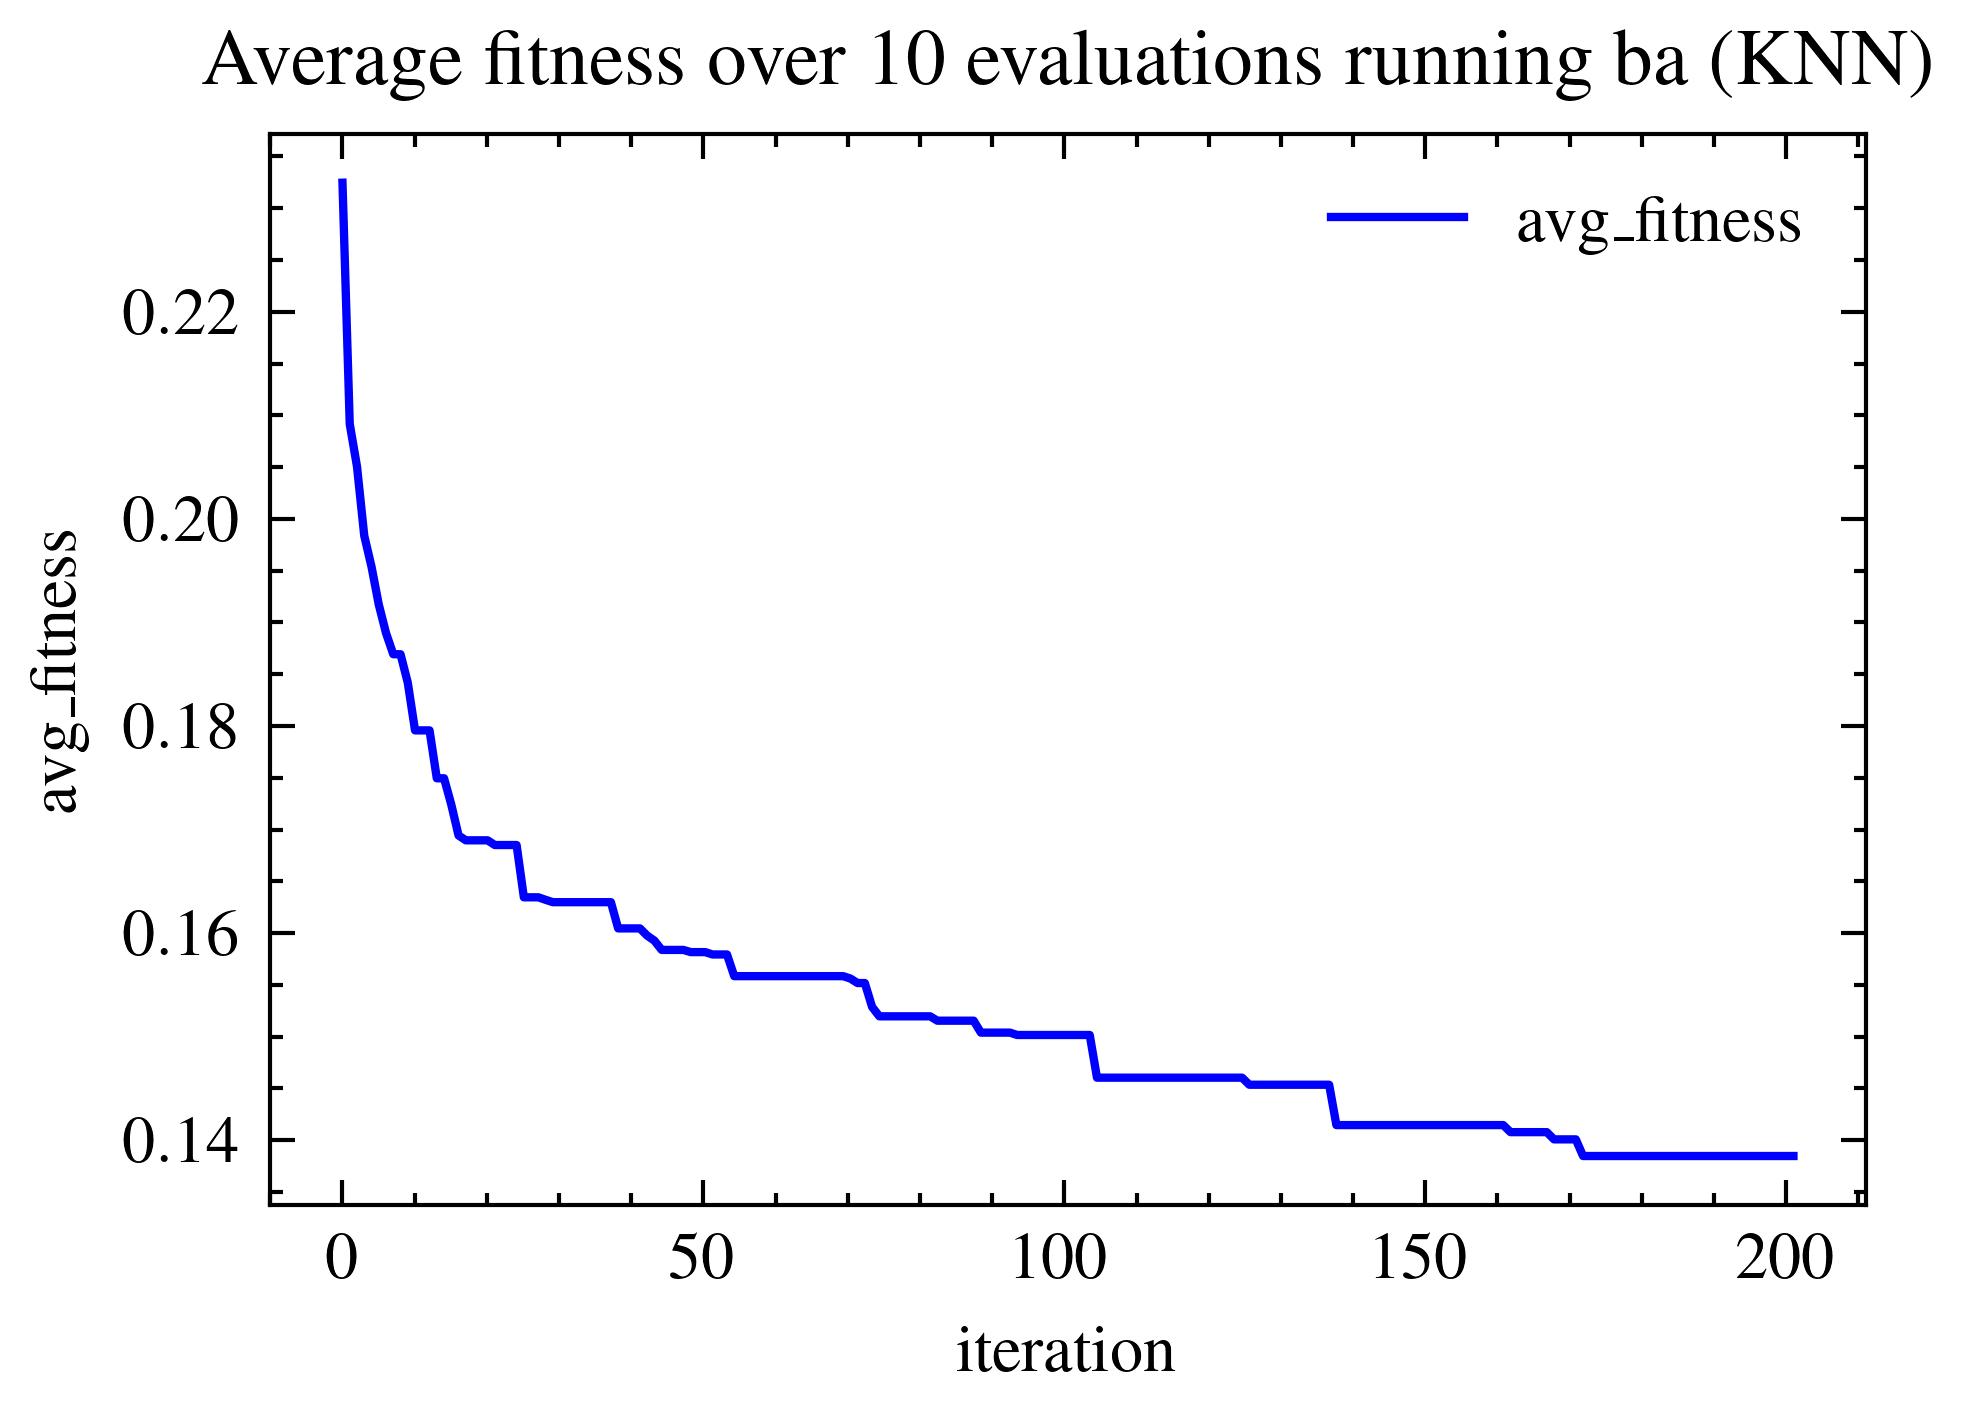 Average fitness over 10 evaluations running ba (KNN)
avg_fitness
0.22
0.20
0.18
0.16
0.14
avg_fitness
0 50 100 150 200
iteration